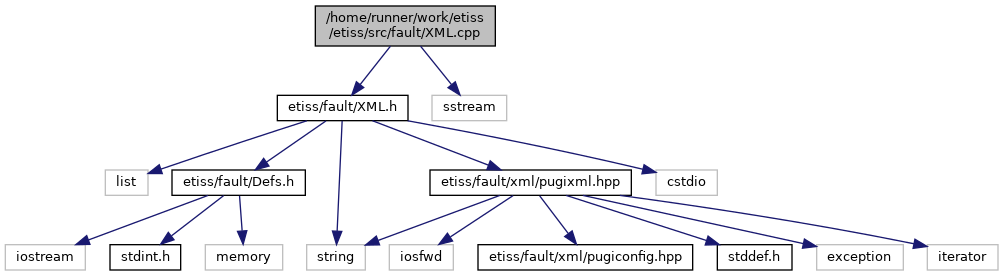 /home/runner/work/etiss
/etiss/src/fault/XML.cpp
etiss/fault/XML.h
sstream
list
etiss/fault/Defs.h
etiss/fault/xml/pugixml.hpp
cstdio
iostream
stdint.h
memory
string
iosfwd
etiss/fault/xml/pugiconfig.hpp
stddef.h
exception
iterator